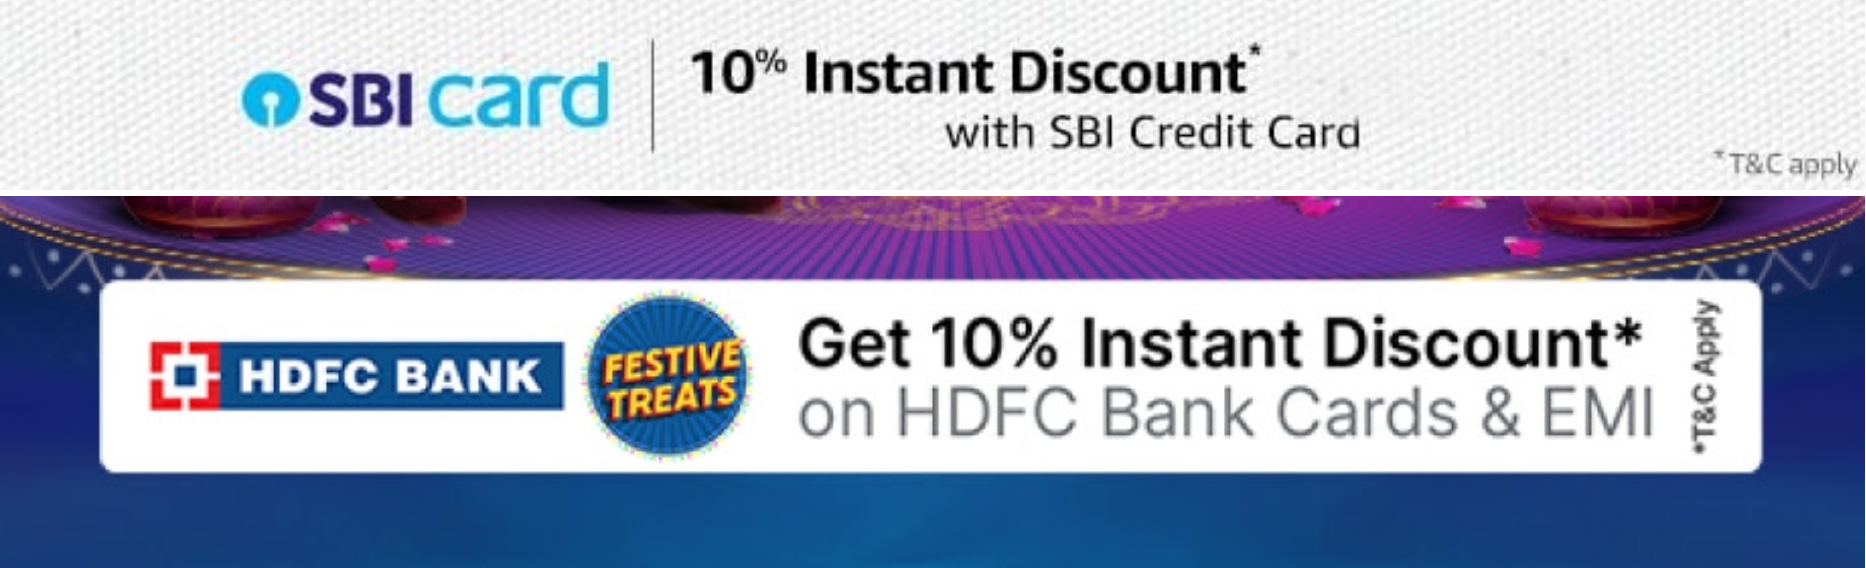 SBI card
10% Instant Discount*
with SBI Credit Card
*T&C apply
HDFC BANK
FESTIVE
TREATS
Get 10% Instant Discount*
on HDFC Bank Cards & EMI
*T&C Apply